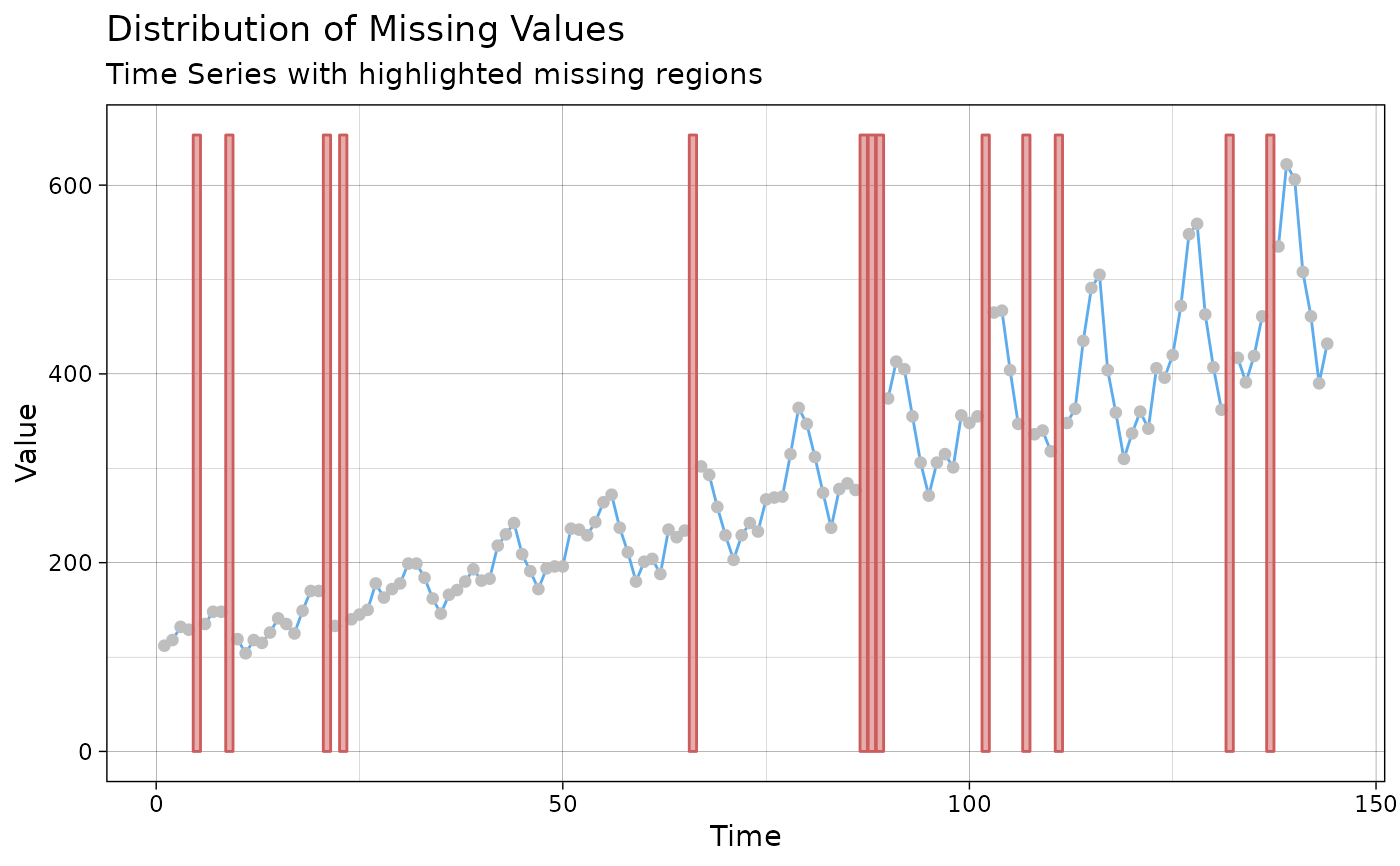 Distribution of Missing Values
Time Series with highlighted missing regions
Value
600
400
200
0
0 50 100 150
Time